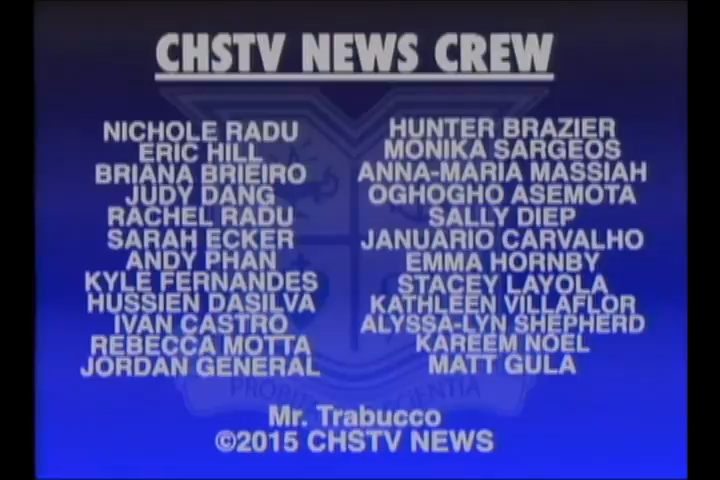 CHSTV NEWS CREW
NICHOLE RADU
ERIC HILL
BRIANA BRIEIRO
JUDY DANG
RACHEL RADU
SARAH ECKER
ANDY PHAN
KYLE FERNANDES
HUSSIEN DASILVA
IVAN CASTRO
REBECCA MOTTA
JORDAN GENERAL
HUNTER BRAZIER
MONIKA SARGEOS
ANNA-MARIA MASSIAH
OGHOGHO ASEMOTA
SALLY DIEP
JANUARIO CARVALHO
EMMA HORNBY
STACEY LAYOLA
KATHLEEN VILLAFLOR
ALYSSA-LYN SHEPHERD
KAREEM NOEL
MATT GULA
Mr. Trabucco
©2015 CHSTV NEWS